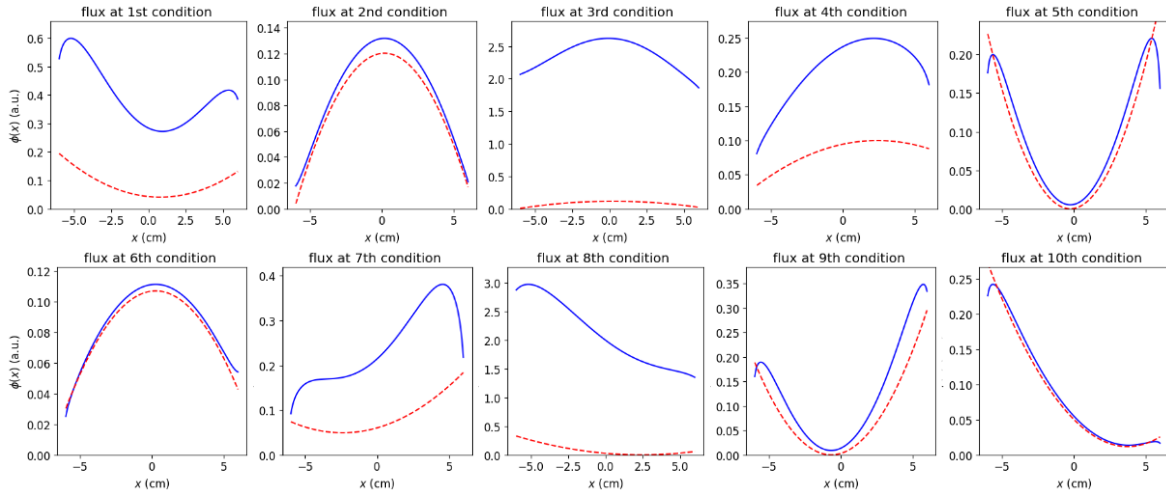 flux at 1st condition
ϕ(x) (a.u.)
0.6
0.5
0.4
0.3
0.2
0.1
0.0
−5.0 −2.5 0.0 2.5 5.0
x (cm)
flux at 2nd condition
0.14
0.12
0.10
0.08
0.06
0.04
0.02
0.00
−5 0 5
x (cm)
flux at 3rd condition
2.5
2.0
1.5
1.0
0.5
0.0
−5.0 −2.5 0.0 2.5 5.0
x (cm)
flux at 4th condition
0.25
0.20
0.15
0.10
0.05
0.00
−5 0 5
x (cm)
flux at 5th condition
0.20
0.15
0.10
0.05
0.00
−5 0 5
x (cm)
flux at 6th condition
ϕ(x) (a.u.)
0.12
0.10
0.08
0.06
0.04
0.02
0.00
−5 0 5
x (cm)
flux at 7th condition
0.4
0.3
0.2
0.1
0.0
−5 0 5
x (cm)
flux at 8th condition
3.0
2.5
2.0
1.5
1.0
0.5
0.0
−5.0 −2.5 0.0 2.5 5.0
x (cm)
flux at 9th condition
0.35
0.30
0.25
0.20
0.15
0.10
0.05
0.00
−5 0 5
x (cm)
flux at 10th condition
0.25
0.20
0.15
0.10
0.05
0.00
−5 0 5
x (cm)